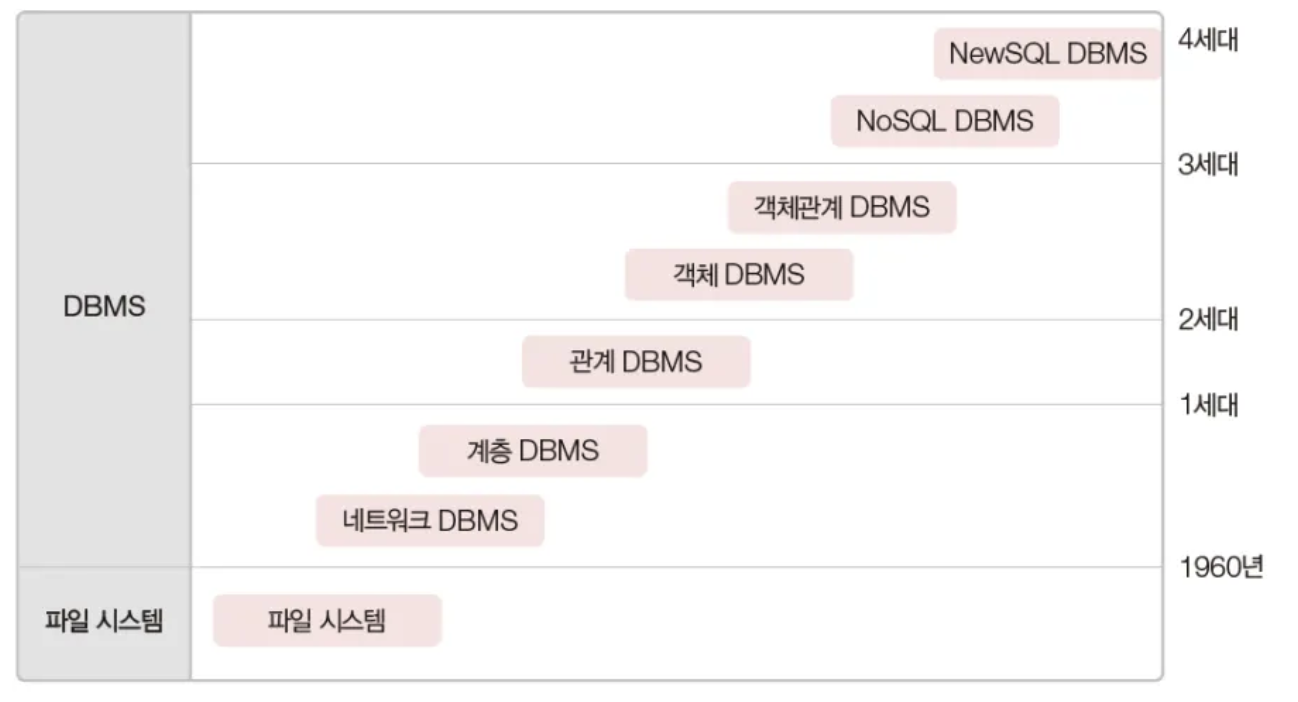 4세대
NewSQL DBMS
NoSQL DBMS
3세대
객체관계 DBMS
객체 DBMS
DBMS
2세대
관계 DBMS
1세대
계층 DBMS
네트워크 DBMS
1960년
파일 시스템
파일 시스템